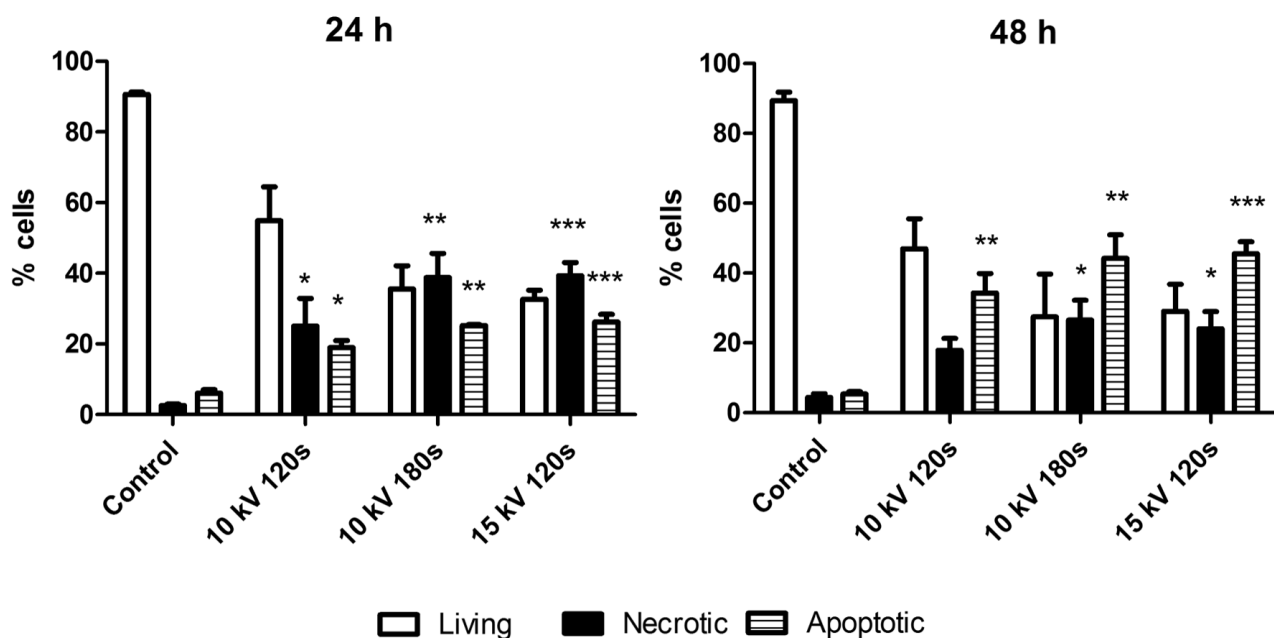 24 h
% cells
100
80
60
40
20
0
* * ** ** *** ***
Control
10 kV 120s
10 kV 180s
15 kV 120s
48 h
% cells
100
80
60
40
20
0
** * ** * ***
Control
10 kV 120s
10 kV 180s
15 kV 120s
Living Necrotic Apoptotic